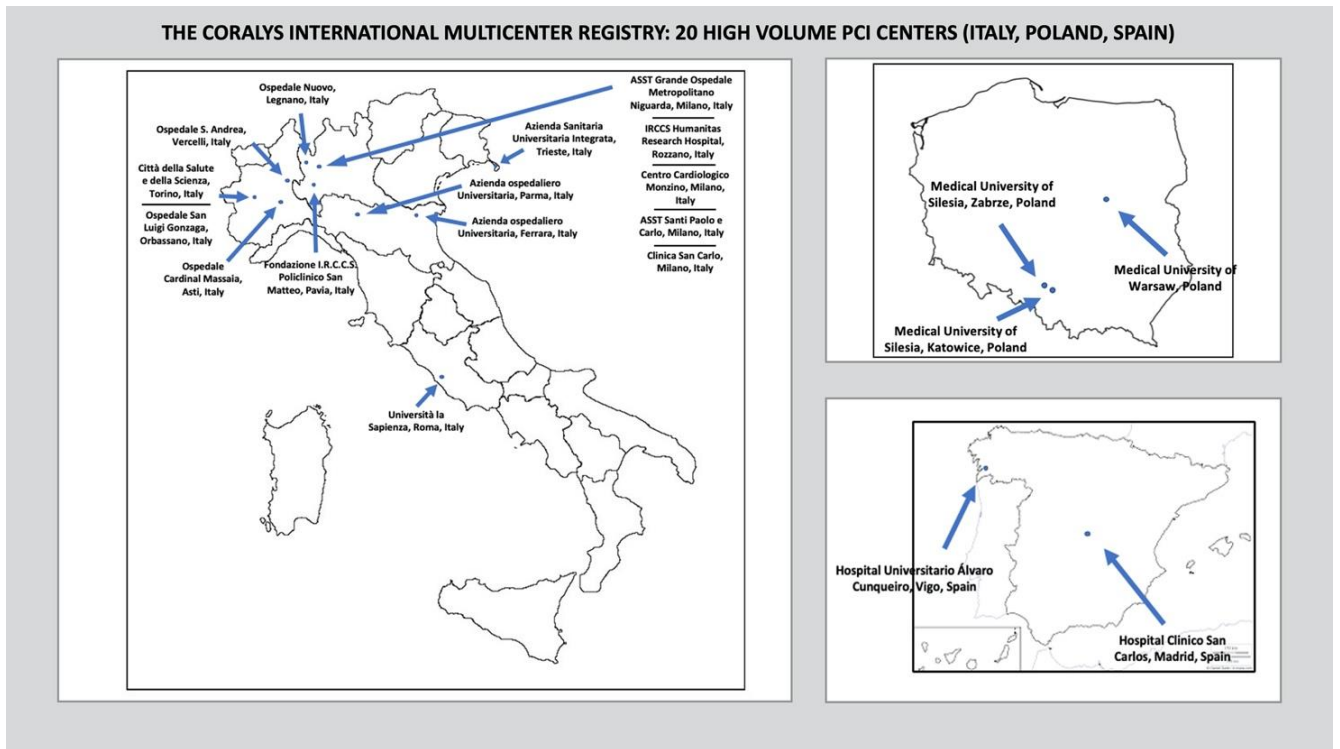 THE CORALYS INTERNATIONAL MULTICENTER REGISTRY: 20 HIGH VOLUME PCI CENTERS (ITALY, POLAND, SPAIN)
Ospedale Nuovo,
Legnano, Italy
Ospedale S. Andrea,
Vercelli, Italy
Città della Salute
e della Scienza,
Torino, Italy
Ospedale San
Luigi Gonzaga,
Orbassano, Italy
Ospedale
Cardinal Massaia,
Asti, Italy
Fondazione I.R.C.C.S.
Policlinico San
Matteo, Pavia, Italy
Azienda Sanitaria
Universitaria Integrata,
Trieste, Italy
Azienda ospedaliero
Universitaria, Parma, Italy
Azienda ospedaliero
Universitaria, Ferrara, Italy
Università la
Sapienza, Roma, Italy
ASST Grande Ospedale
Metropolitano
Niguarda, Milano, Italy
IRCCS Humanitas
Research Hospital,
Rozzano, Italy
Centro Cardiologico
Monzino, Milano,
Italy
ASST Santi Paolo e
Carlo, Milano, Italy
Clinica San Carlo,
Milano, Italy
Medical University of
Silesia, Zabrze, Poland
Medical University of
Warsaw, Poland
Medical University of
Silesia, Katowice, Poland
Hospital Universitario Álvaro
Cunqueiro, Vigo, Spain
Hospital Clinico San
Carlos, Madrid, Spain